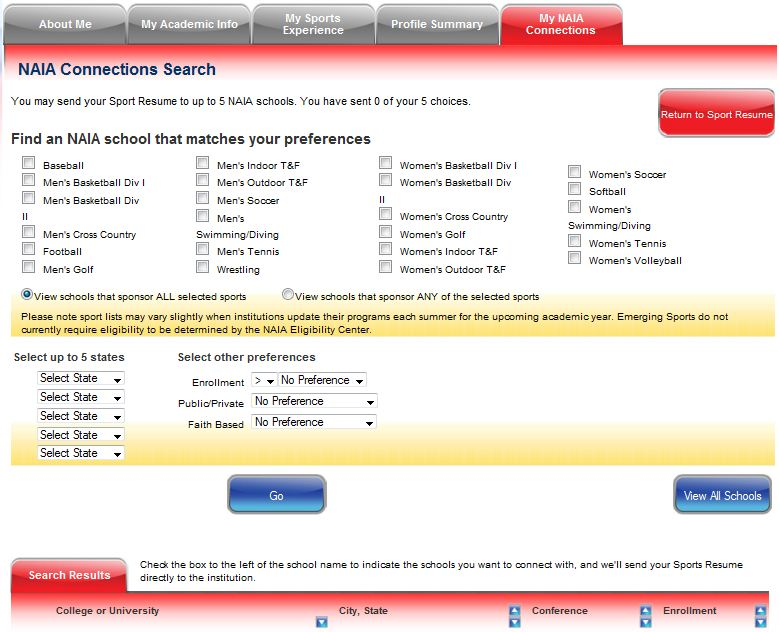 About Me
My Academic Info
My Sports
Experience
Profile Summary
My NAIA
Connections
NAIA Connections Search
You may send your Sport Resume to up to 5 NAIA schools. You have sent 0 of your 5 choices.
Return to Sport Resume
Find an NAIA school that matches your preferences
Baseball
Men's Basketball Div I
Men's Basketball Div
II
Men's Cross Country
Football
Men's Golf
Men's Indoor T&F
Men's Outdoor T&F
Men's Soccer
Men's
Swimming/Diving
Men's Tennis
Wrestling
Women's Basketball Div I
Women's Basketball Div
II
Women's Cross Country
Women's Golf
Women's Indoor T&F
Women's Outdoor T&F
Women's Soccer
Softball
Women's
Swimming/Diving
Women's Tennis
Women's Volleyball
View schools that sponsor ALL selected sports
View schools that sponsor ANY of the selected sports
Please note sport lists may vary slightly when institutions update their programs each summer for the upcoming academic year. Emerging Sports do not
currently require eligibility to be determined by the NAIA Eligibility Center.
Select up to 5 states
Select State
Select State
Select State
Select State
Select State
Select other preferences
Enrollment > No Preference
Public/Private No Preference
Faith Based No Preference
Go
View All Schools
Search Results
Check the box to the left of the school name to indicate the schools you want to connect with, and we'll send your Sports Resume
directly to the institution.
College or University
City, State
Conference
Enrollment